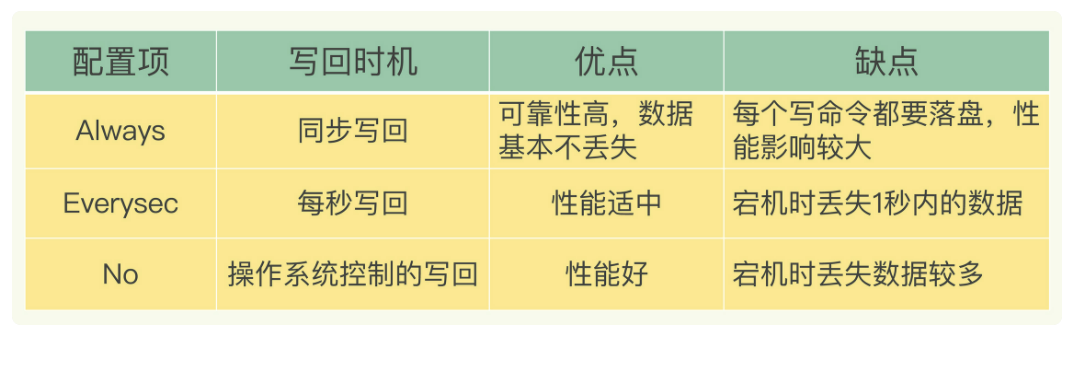 配置项 写回时机 优点 缺点
Always 同步写回 可靠性高，数据基本不丢失 每个写命令都要落盘，性能影响较大
Everysec 每秒写回 性能适中 宕机时丢失1秒内的数据
No 操作系统控制的写回 性能好 宕机时丢失数据较多